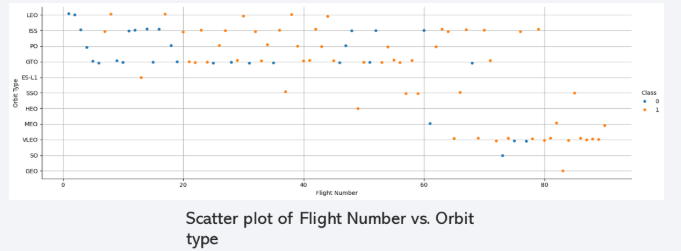 LEO
ISS
PO
GTO
ES-L1
SSO
HEO
MEO
VLEO
SO
GEO
Orbit Type
0 20 40 60 80
Flight Number
Class
0
1
Scatter plot of Flight Number vs. Orbit
type